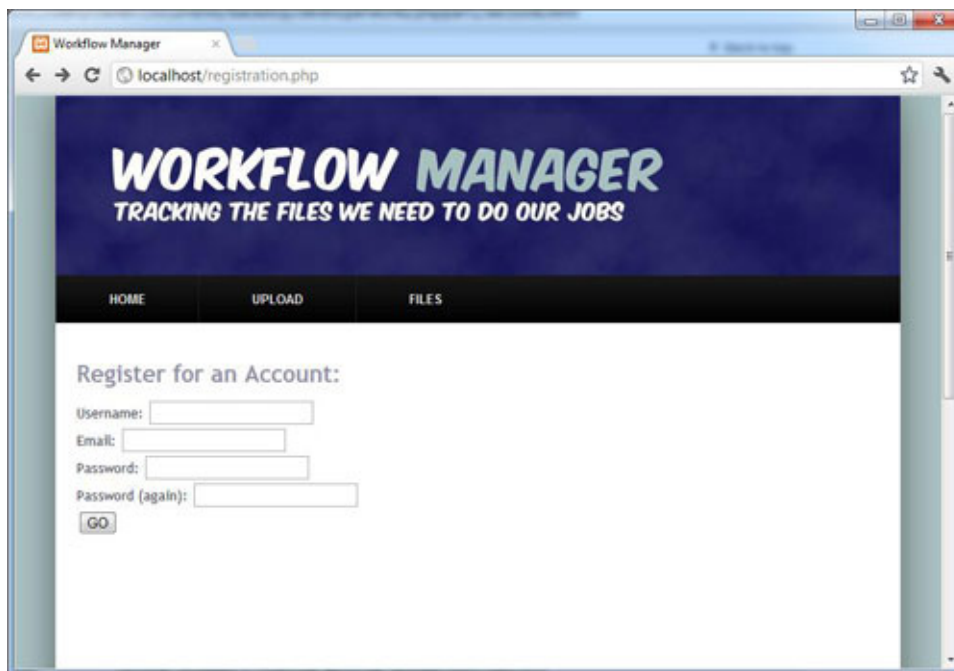 Workflow Manager
localhost/registration.php
WORKFLOW MANAGER
TRACKING THE FILES WE NEED TO DO OUR JOBS
HOME UPLOAD FILES
Register for an Account:
Username:
Email:
Password:
Password (again):
GO